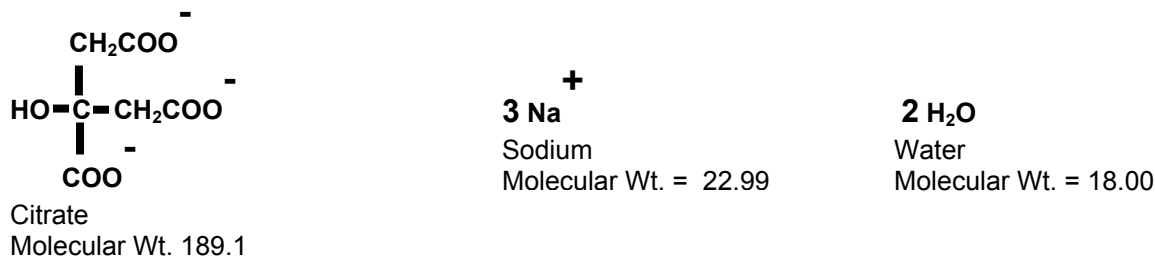 CH₂COO⁻
HO-C-CH₂COO⁻
COO⁻
Citrate
Molecular Wt. 189.1
3 Na⁺
Sodium
Molecular Wt. = 22.99
2 H₂O
Water
Molecular Wt. = 18.00